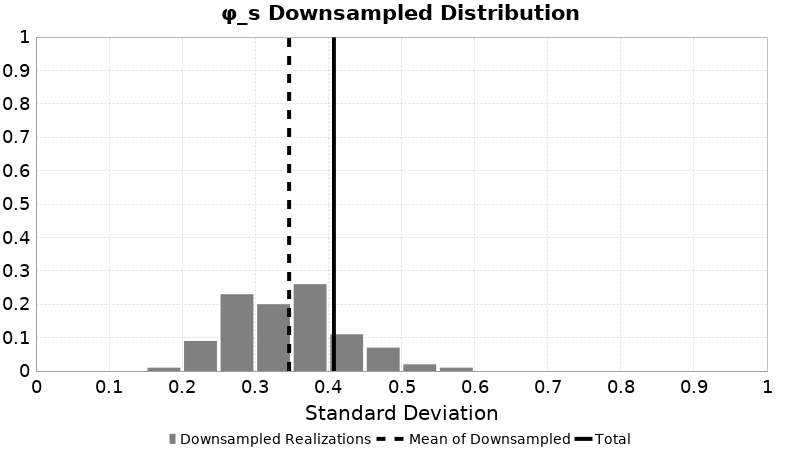 φ_s Downsampled Distribution
1
0.9
0.8
0.7
0.6
0.5
0.4
0.3
0.2
0.1
0
0 0.1 0.2 0.3 0.4 0.5 0.6 0.7 0.8 0.9 1
Standard Deviation
Downsampled Realizations Mean of Downsampled Total